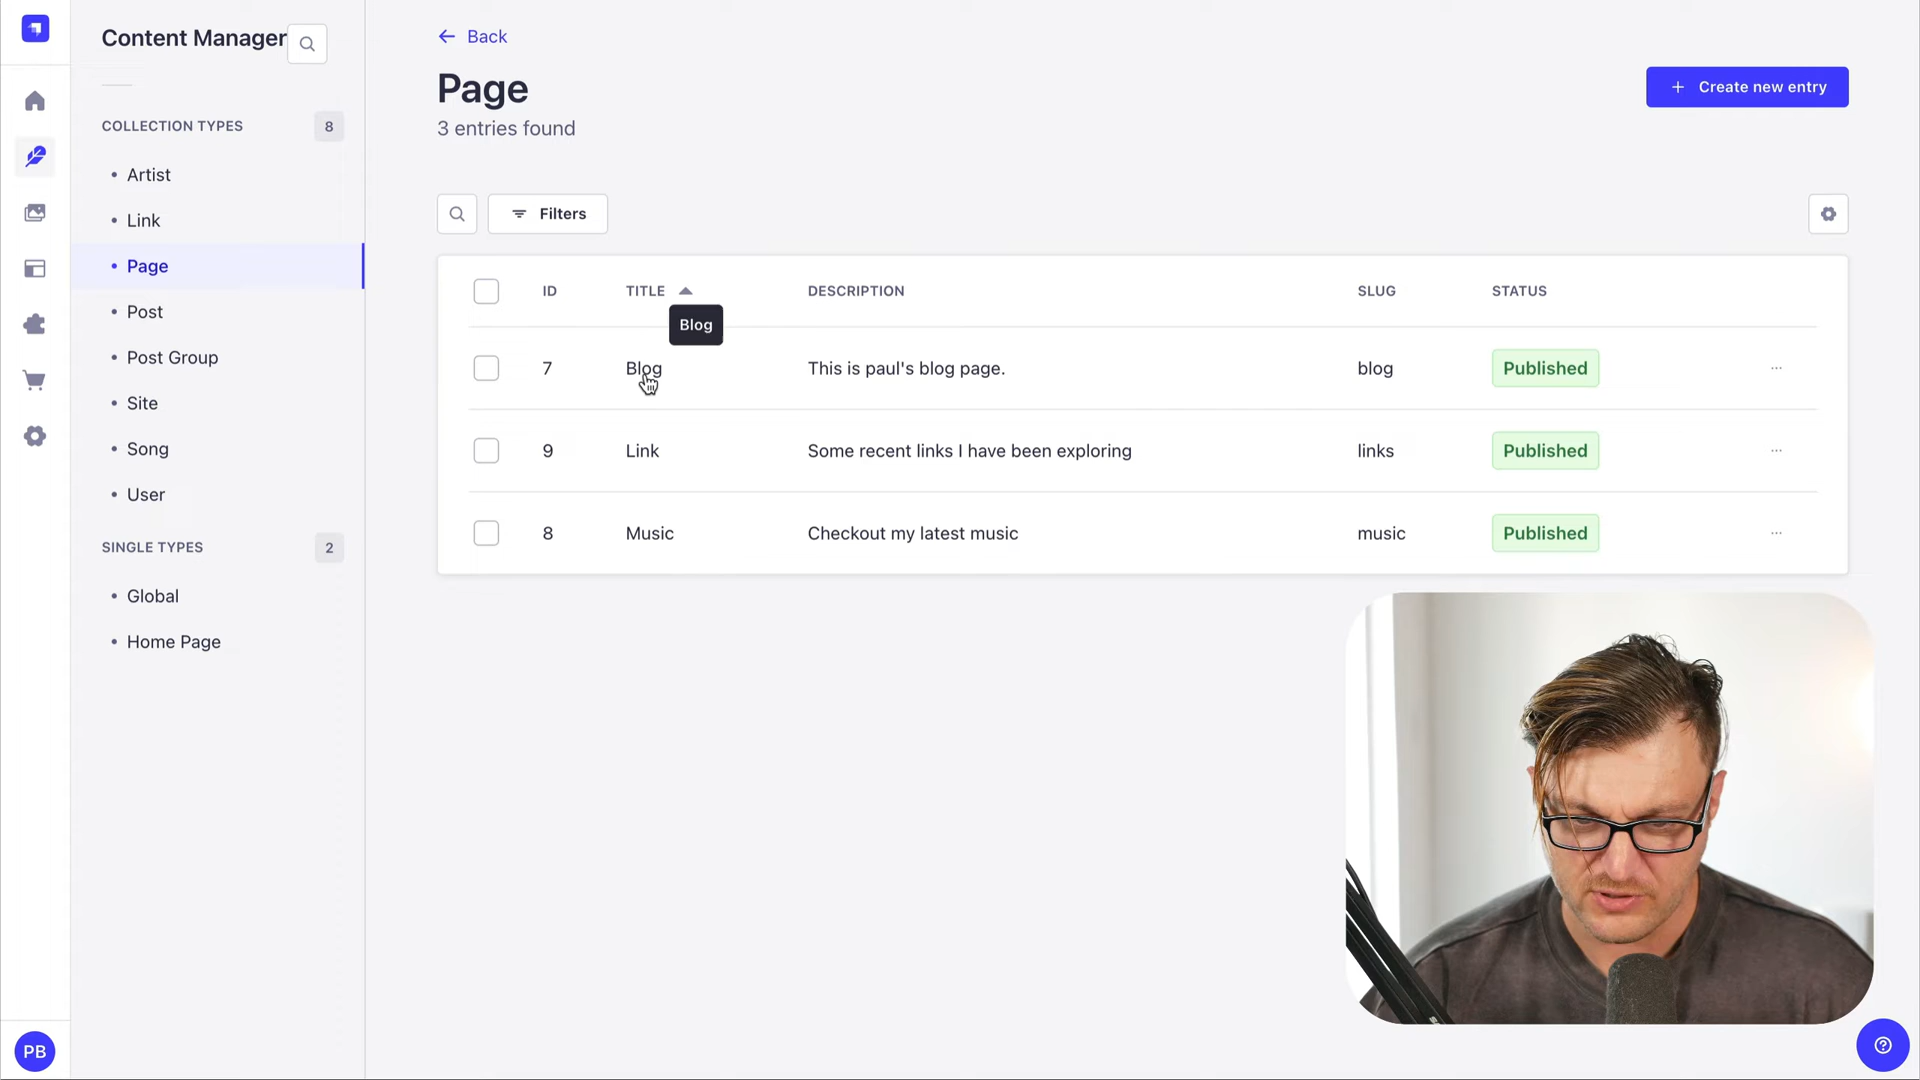 Content Manager
COLLECTION TYPES 8
Artist
Link
Page
Post
Post Group
Site
Song
User
SINGLE TYPES 2
Global
Home Page
PB
Back
Page
3 entries found
Create new entry
Filters
ID TITLE DESCRIPTION SLUG STATUS
Blog
7 Blog This is paul's blog page. blog Published
9 Link Some recent links I have been exploring links Published
8 Music Checkout my latest music music Published